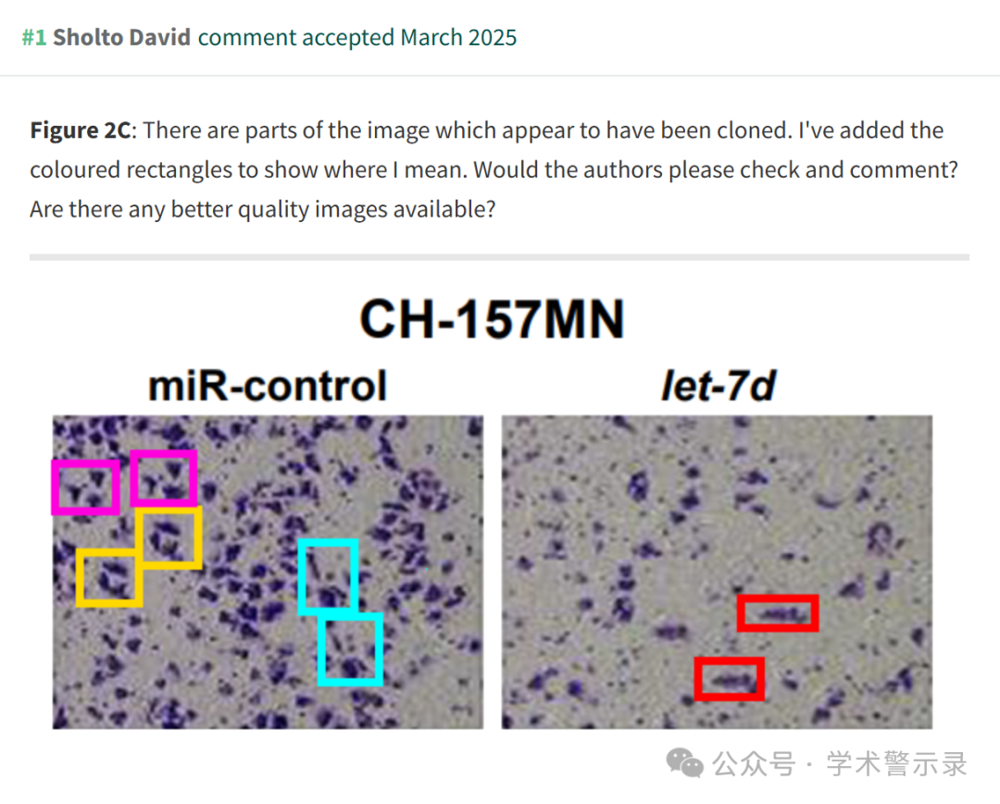 #1 Sholto David comment accepted March 2025
Figure 2C: There are parts of the image which appear to have been cloned. I've added the
coloured rectangles to show where I mean. Would the authors please check and comment?
Are there any better quality images available?
CH-157MN
miR-control let-7d
公众号 · 学术警示录